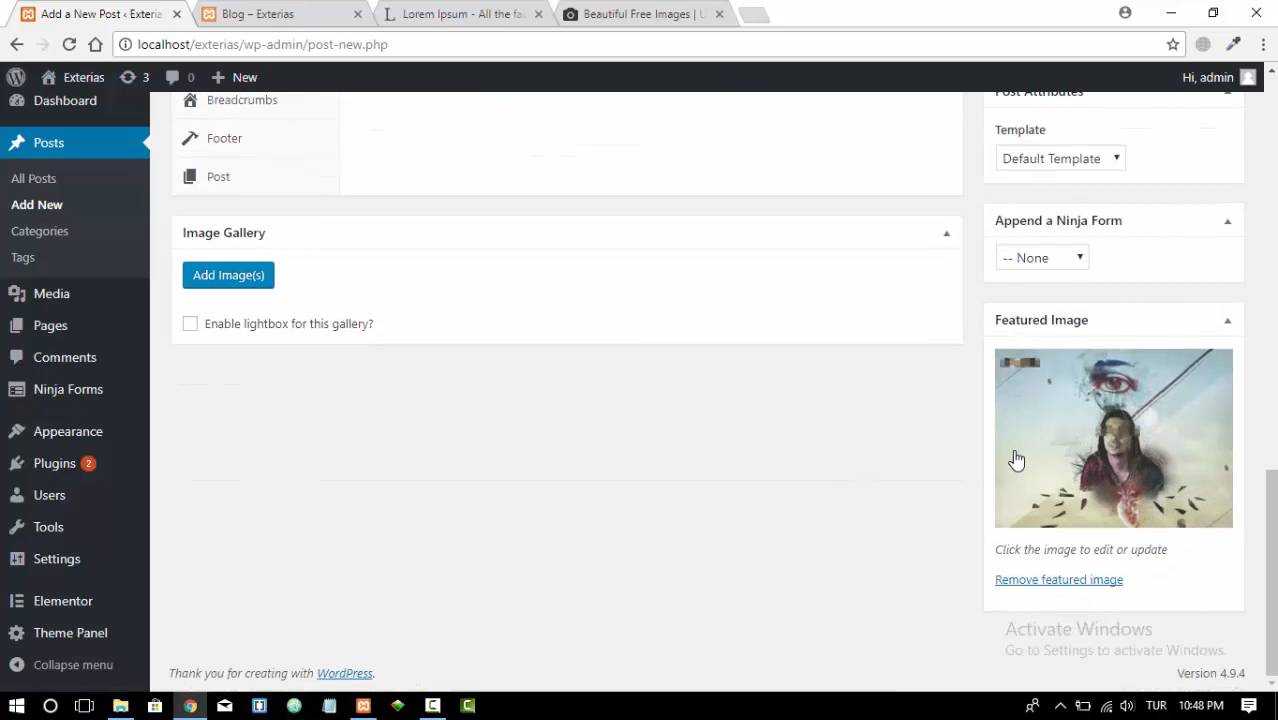 Add a New Post ‹ Exteria
Blog – Exterias
Lorem Ipsum - All the fac
Beautiful Free Images | U
localhost/exterias/wp-admin/post-new.php
Exterias
3
0
New
Hi, admin
Dashboard
Posts
All Posts
Add New
Categories
Tags
Media
Pages
Comments
Ninja Forms
Appearance
Plugins 2
Users
Tools
Settings
Elementor
Theme Panel
Collapse menu
Breadcrumbs
Footer
Post
Image Gallery
Add Image(s)
Enable lightbox for this gallery?
Post Attributes
Template
Default Template
Append a Ninja Form
-- None
Featured Image
Click the image to edit or update
Remove featured image
Activate Windows
Go to Settings to activate Windows.
Thank you for creating with WordPress.
Version 4.9.4
TUR
10:48 PM